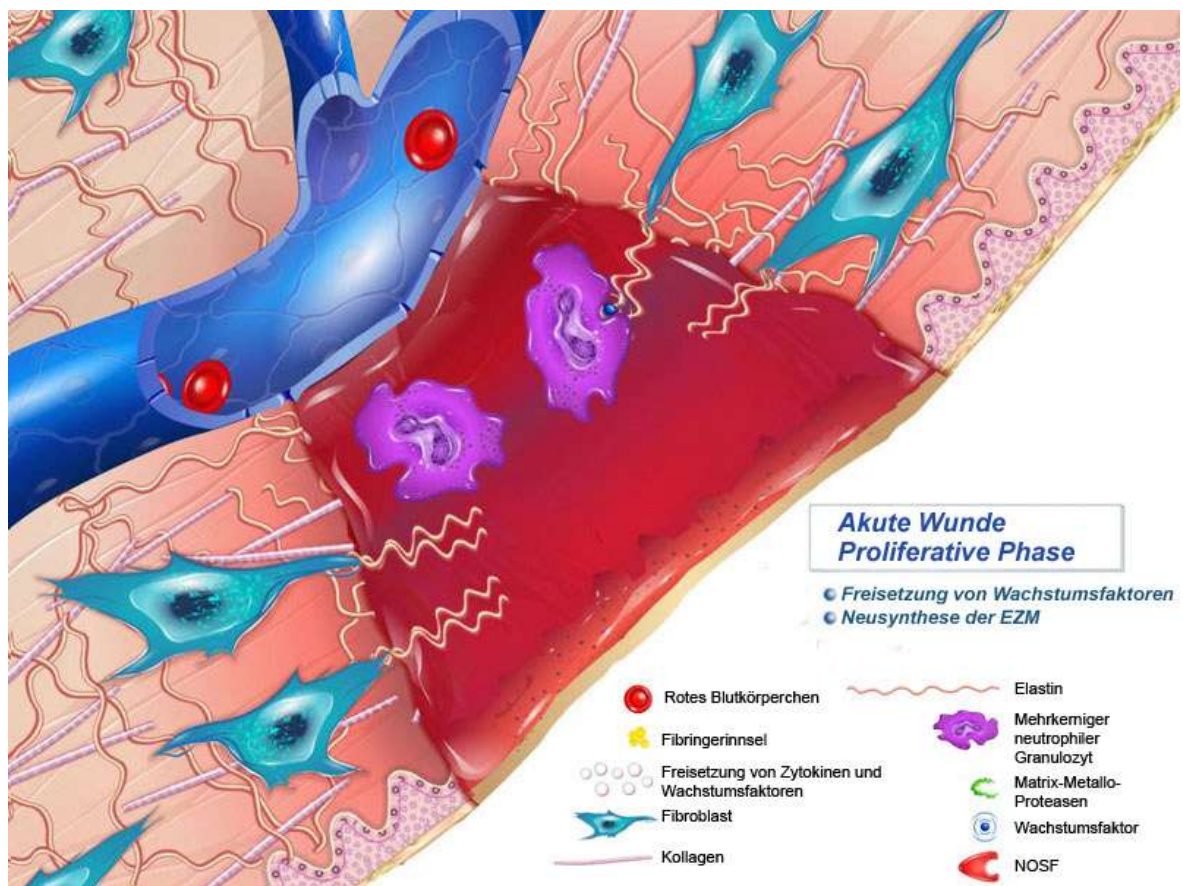 Akute Wunde
Proliferative Phase
Freisetzung von Wachstumsfaktoren
Neusynthese der EZM
Rotes Blutkörperchen
Fibringerinnsel
Freisetzung von Zytokinen und
Wachstumsfaktoren
Fibroblast
Kollagen
Elastin
Mehrkerniger
neutrophiler
Granulozyt
Matrix-Metallo-
Proteasen
Wachstumsfaktor
NOSF